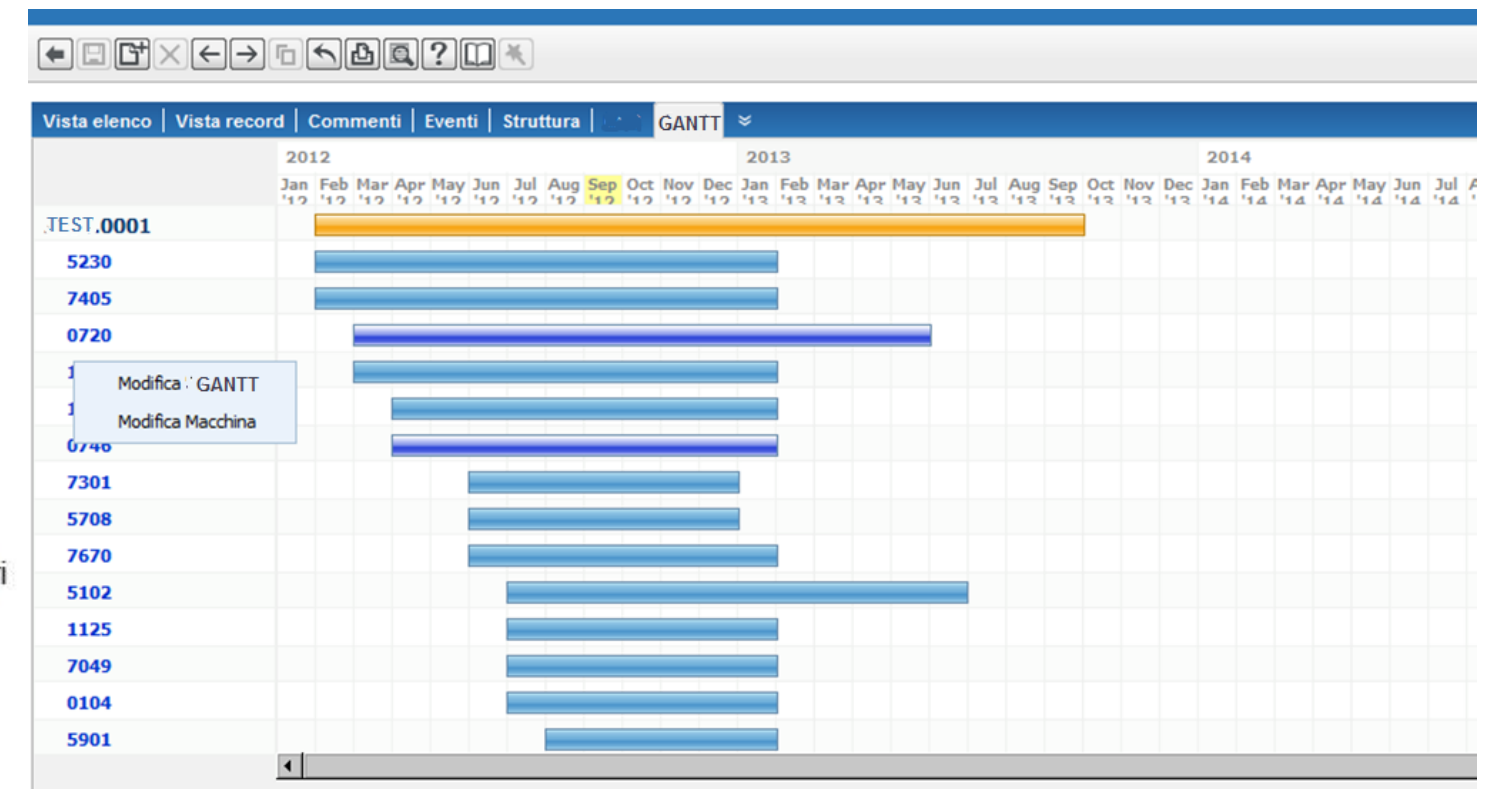 Vista elenco | Vista record | Commenti | Eventi | Struttura | GANTT
2012 2013 2014
Jan Feb Mar Apr May Jun Jul Aug Sep Oct Nov Dec Jan Feb Mar Apr May Jun Jul Aug Sep Oct Nov Dec Jan Feb Mar Apr May Jun Jul A
'12 '12 '12 '12 '12 '12 '12 '12 '12 '12 '12 '12 '13 '13 '13 '13 '13 '13 '13 '13 '13 '13 '13 '13 '14 '14 '14 '14 '14 '14 '14
.TEST.0001
5230
7405
0720
1
Modifica GANTT
1
Modifica Macchina
0746
7301
5708
7670
i
5102
1125
7049
0104
5901